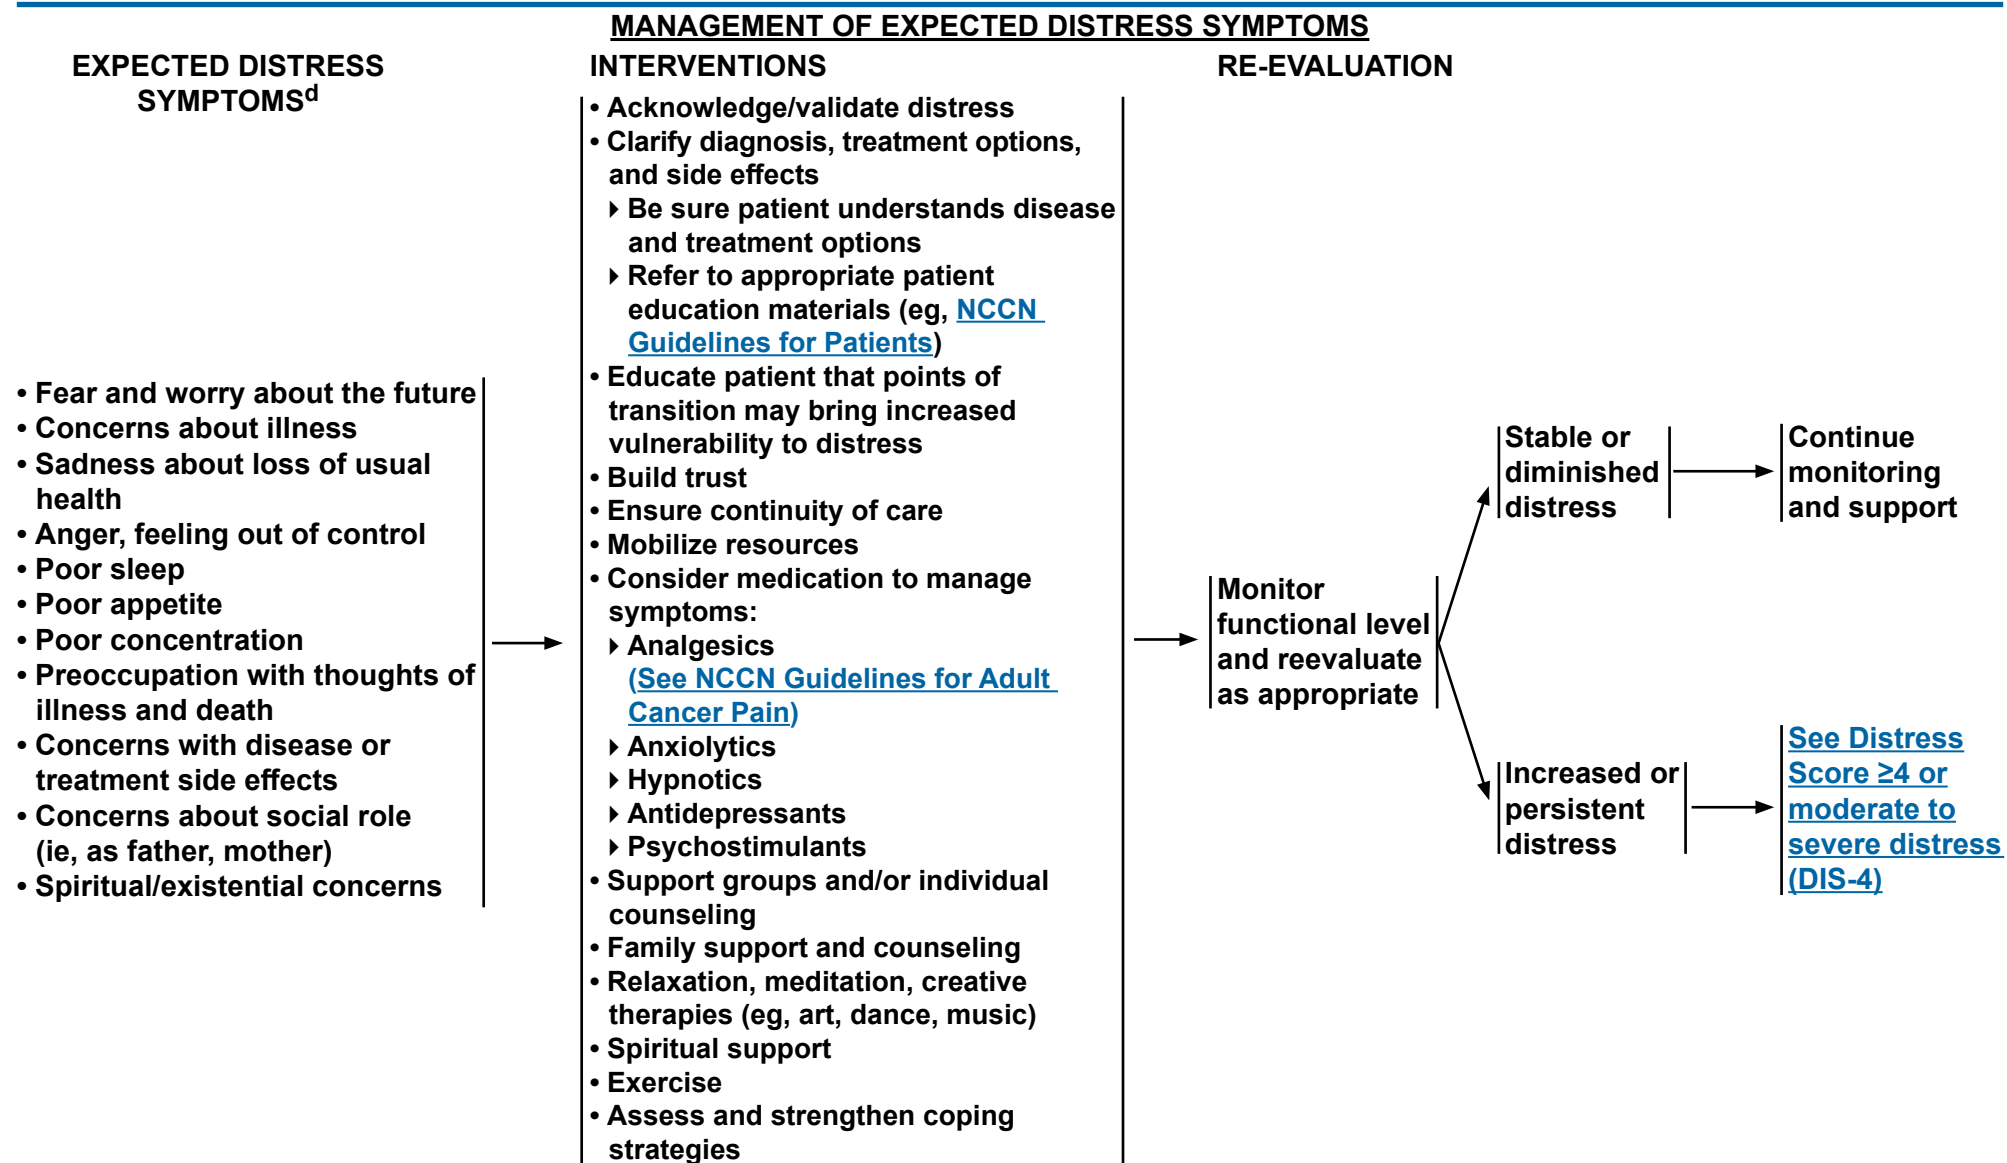 MANAGEMENT OF EXPECTED DISTRESS SYMPTOMS
EXPECTED DISTRESS
SYMPTOMSd
• Fear and worry about the future
• Concerns about illness
• Sadness about loss of usual
health
• Anger, feeling out of control
• Poor sleep
• Poor appetite
• Poor concentration
• Preoccupation with thoughts of
illness and death
• Concerns with disease or
treatment side effects
• Concerns about social role
(ie, as father, mother)
• Spiritual/existential concerns
INTERVENTIONS
• Acknowledge/validate distress
• Clarify diagnosis, treatment options,
and side effects
▸ Be sure patient understands disease
and treatment options
▸ Refer to appropriate patient
education materials (eg, NCCN
Guidelines for Patients)
• Educate patient that points of
transition may bring increased
vulnerability to distress
• Build trust
• Ensure continuity of care
• Mobilize resources
• Consider medication to manage
symptoms:
▸ Analgesics
(See NCCN Guidelines for Adult
Cancer Pain)
▸ Anxiolytics
▸ Hypnotics
▸ Antidepressants
▸ Psychostimulants
• Support groups and/or individual
counseling
• Family support and counseling
• Relaxation, meditation, creative
therapies (eg, art, dance, music)
• Spiritual support
• Exercise
• Assess and strengthen coping
strategies
RE-EVALUATION
Monitor
functional level
and reevaluate
as appropriate
Stable or
diminished
distress
Continue
monitoring
and support
Increased or
persistent
distress
See Distress
Score ≥4 or
moderate to
severe distress
(DIS-4)